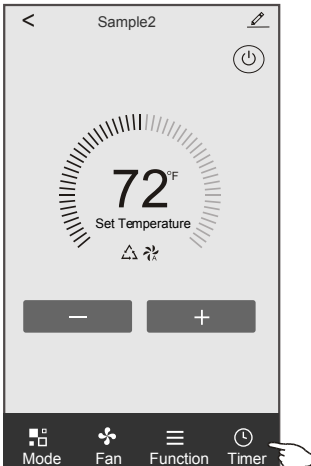 < Sample2
72°F
Set Temperature
A
− +
Mode Fan Function Timer